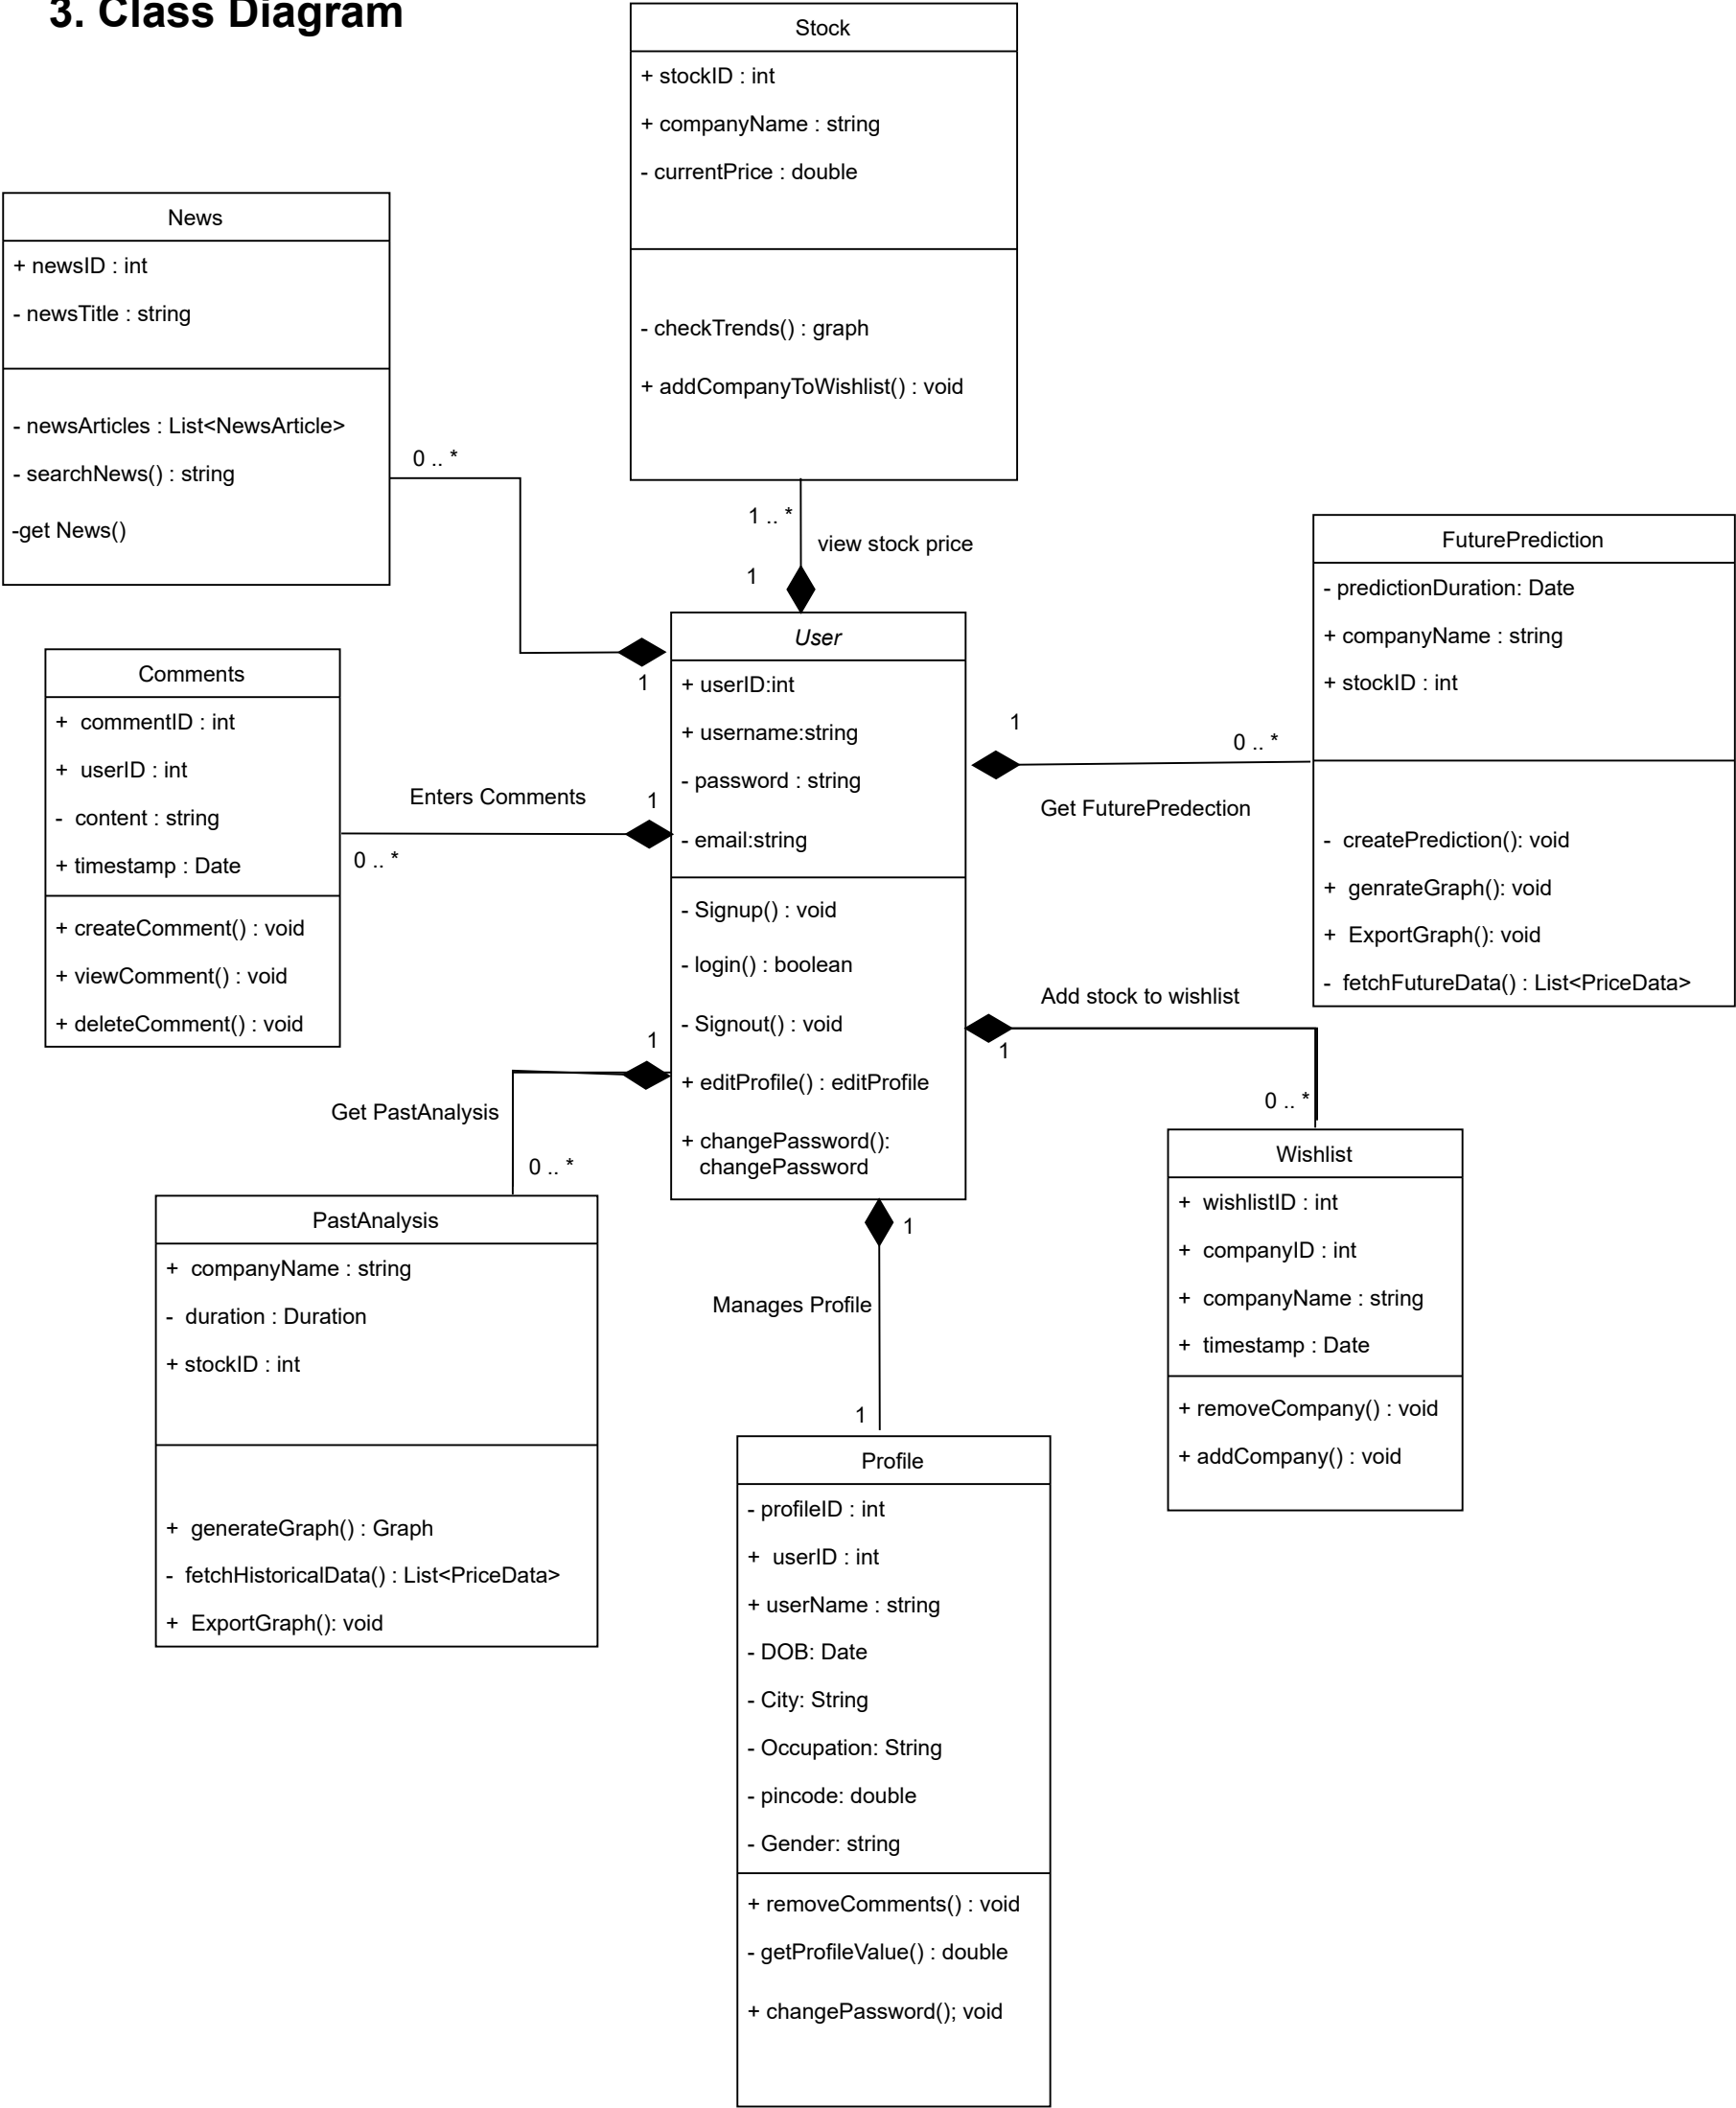 3. Class Diagram
Stock
+ stockID : int
+ companyName : string
- currentPrice : double
- checkTrends() : graph
+ addCompanyToWishlist() : void
News
+ newsID : int
- newsTitle : string
- newsArticles : List<NewsArticle>
- searchNews() : string
-get News()
0 .. *
1
1 .. *
view stock price
1
User
+ userID:int
+ username:string
- password : string
- email:string
- Signup() : void
- login() : boolean
- Signout() : void
+ editProfile() : editProfile
+ changePassword():
changePassword
FuturePrediction
- predictionDuration: Date
+ companyName : string
+ stockID : int
- createPrediction(): void
+ genrateGraph(): void
+ ExportGraph(): void
- fetchFutureData() : List<PriceData>
1
0 .. *
Get FuturePredection
Comments
+ commentID : int
+ userID : int
- content : string
+ timestamp : Date
+ createComment() : void
+ viewComment() : void
+ deleteComment() : void
Enters Comments
1
0 .. *
Add stock to wishlist
1
0 .. *
1
Get PastAnalysis
0 .. *
Wishlist
+ wishlistID : int
+ companyID : int
+ companyName : string
+ timestamp : Date
+ removeCompany() : void
+ addCompany() : void
PastAnalysis
+ companyName : string
- duration : Duration
+ stockID : int
+ generateGraph() : Graph
- fetchHistoricalData() : List<PriceData>
+ ExportGraph(): void
1
Manages Profile
1
Profile
- profileID : int
+ userID : int
+ userName : string
- DOB: Date
- City: String
- Occupation: String
- pincode: double
- Gender: string
+ removeComments() : void
- getProfileValue() : double
+ changePassword(); void